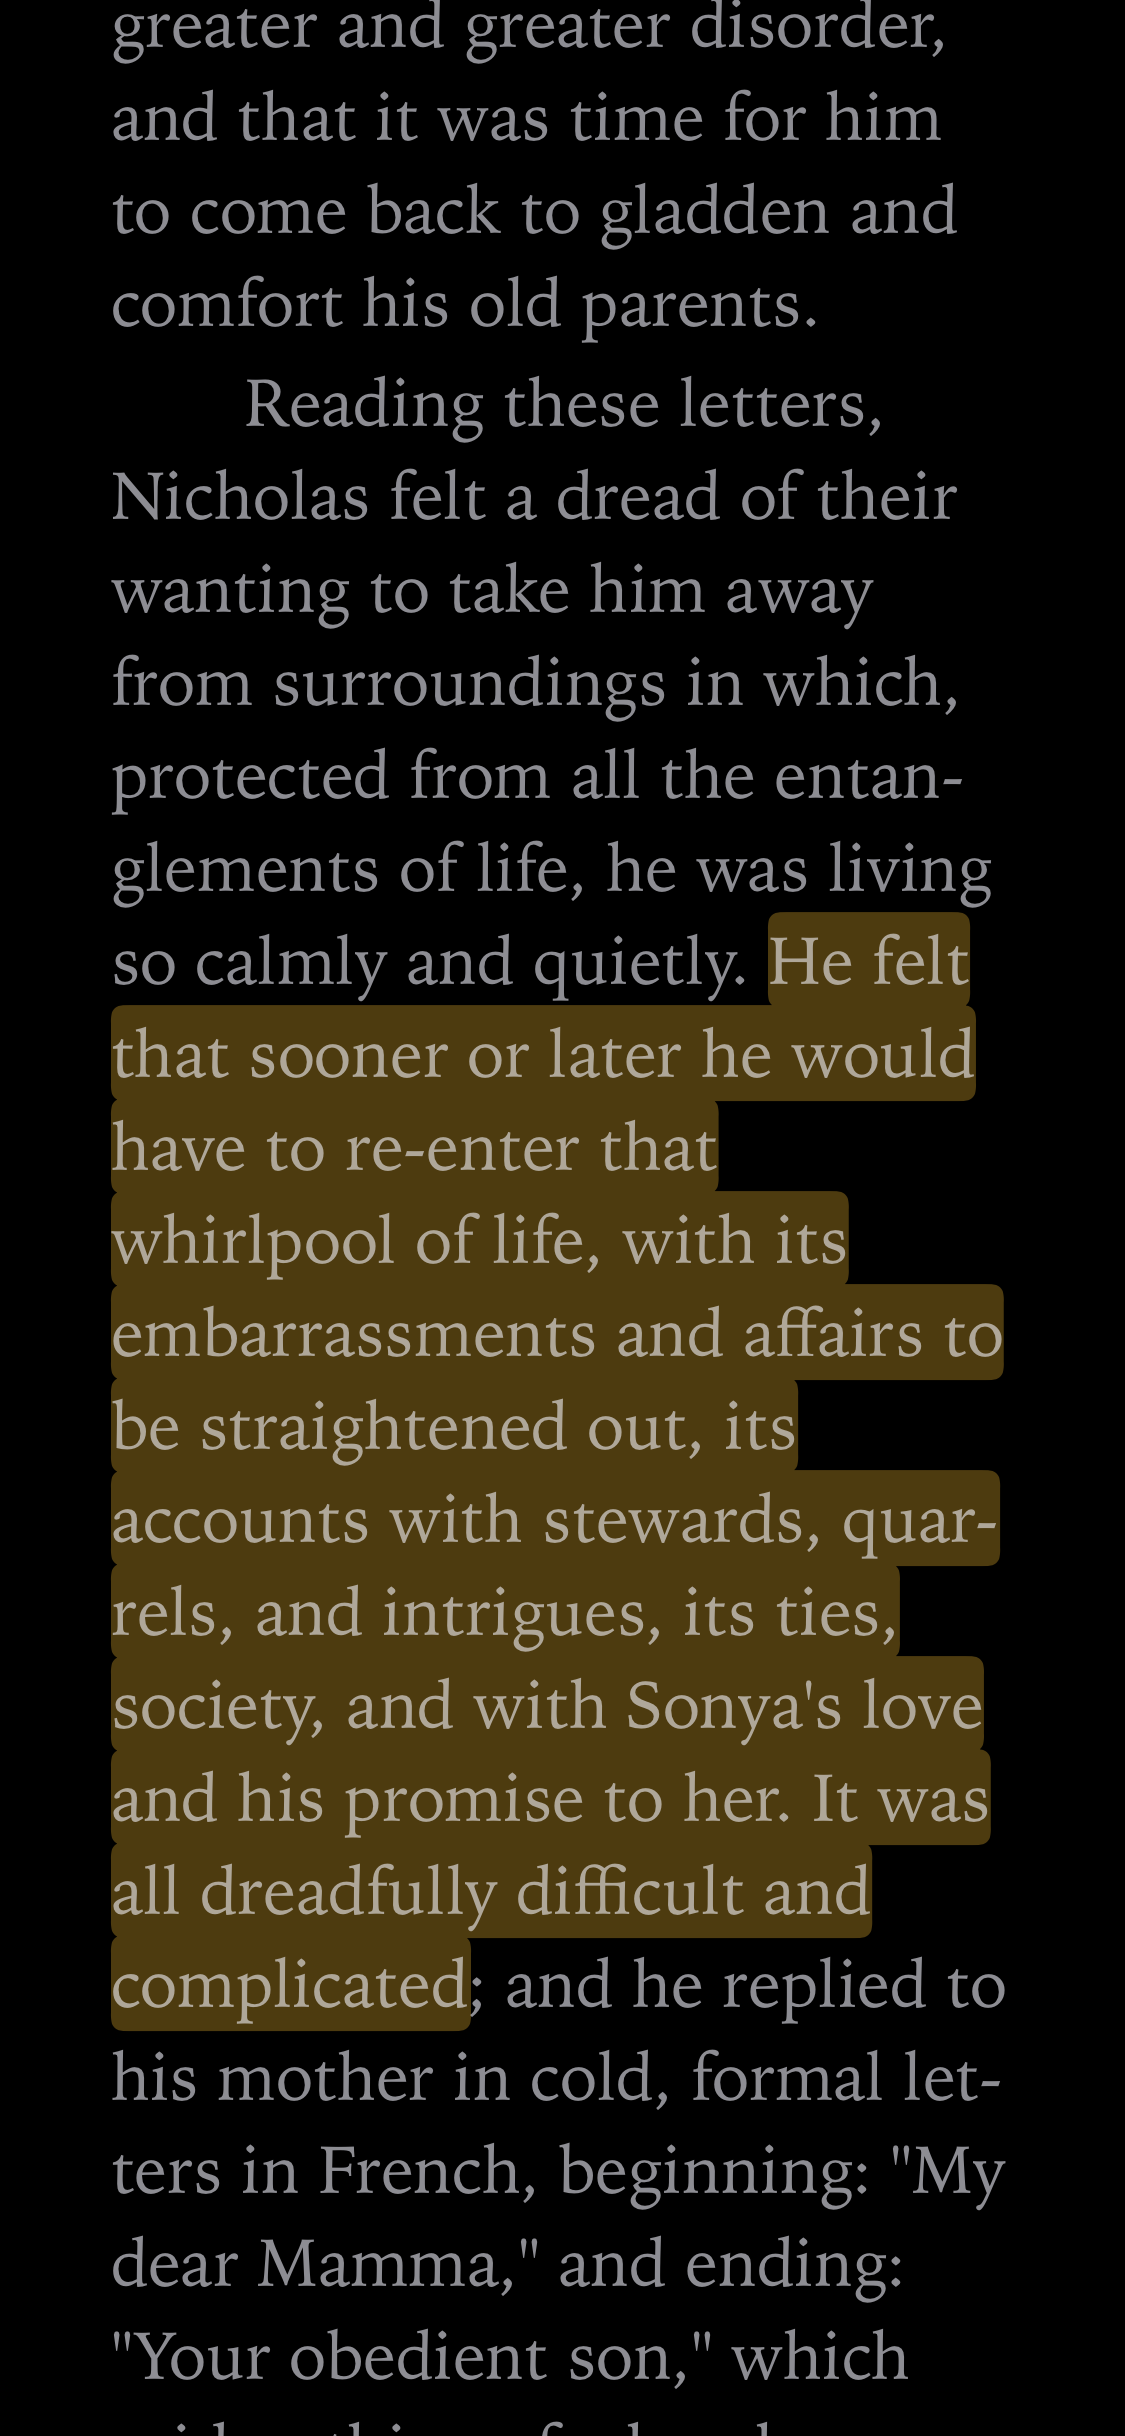 greater and greater disorder,
and that it was time for him
to come back to gladden and
comfort his old parents.
Reading these letters,
Nicholas felt a dread of their
wanting to take him away
from surroundings in which,
protected from all the entan-
glements of life, he was living
so calmly and quietly. He felt
that sooner or later he would
have to re-enter that
whirlpool of life, with its
embarrassments and affairs to
be straightened out, its
accounts with stewards, quar-
rels, and intrigues, its ties,
society, and with Sonya's love
and his promise to her. It was
all dreadfully difficult and
complicated; and he replied to
his mother in cold, formal let-
ters in French, beginning: "My
dear Mamma," and ending:
"Your obedient son," which